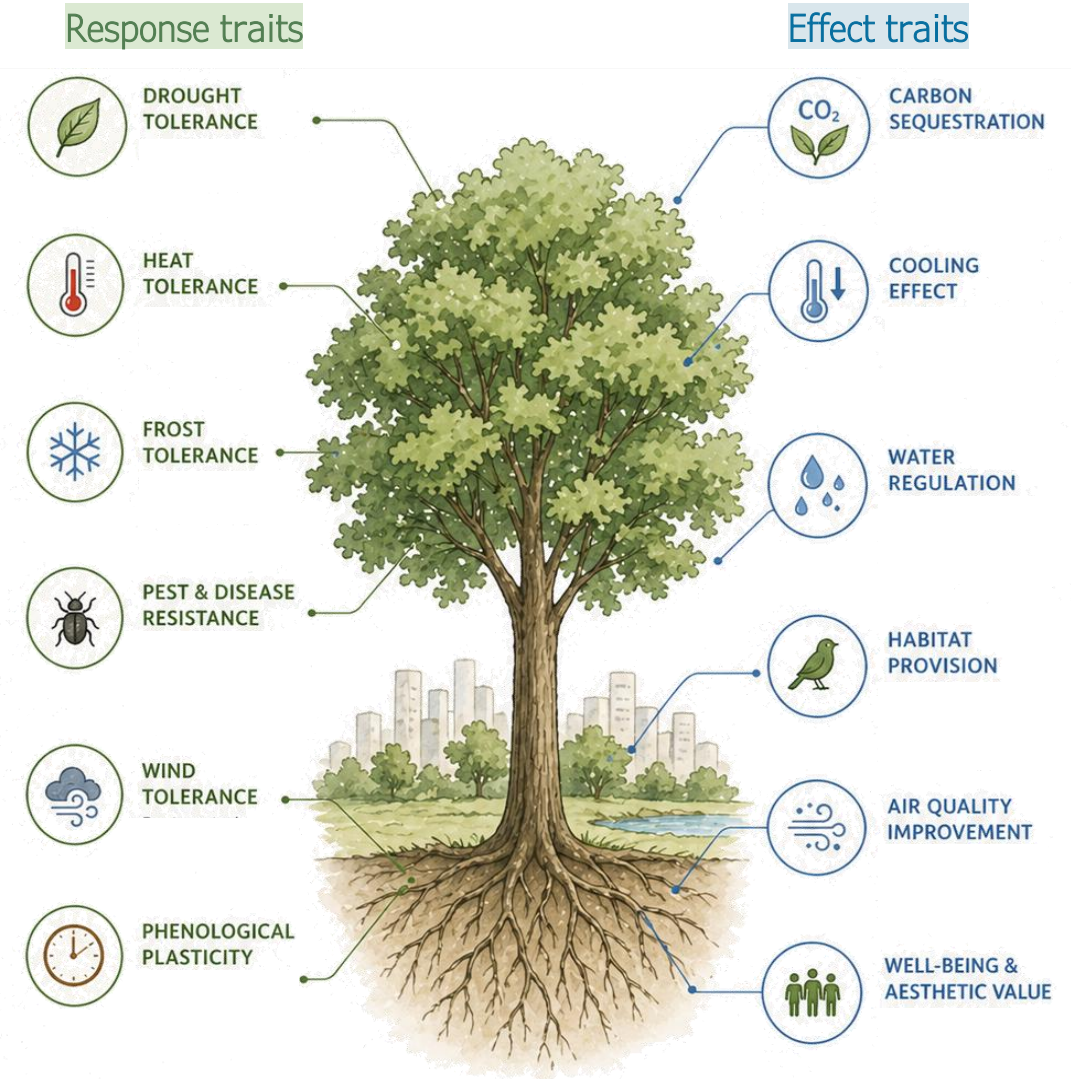 Response traits
Effect traits
DROUGHT
TOLERANCE
HEAT
TOLERANCE
FROST
TOLERANCE
PEST & DISEASE
RESISTANCE
WIND
TOLERANCE
PHENOLOGICAL
PLASTICITY
CO₂
CARBON
SEQUESTRATION
COOLING
EFFECT
WATER
REGULATION
HABITAT
PROVISION
AIR QUALITY
IMPROVEMENT
WELL-BEING &
AESTHETIC VALUE